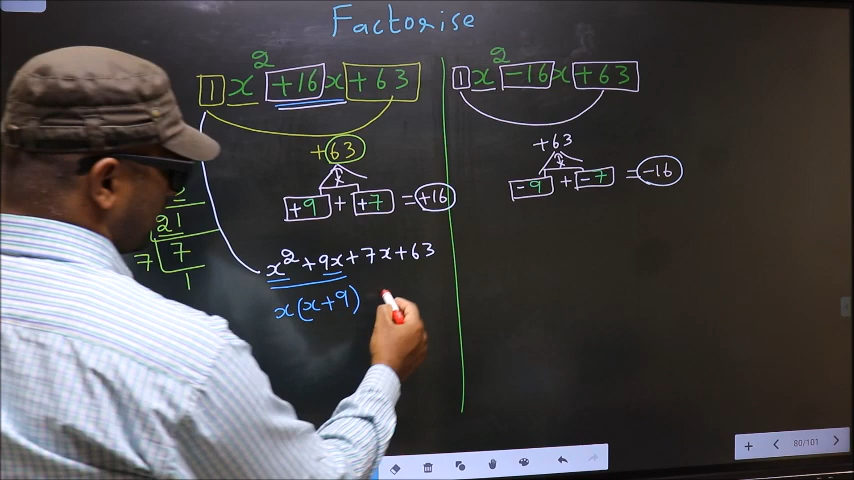 Factorise
1x² +16x +63
+63
+9 + +7 = +16
x² + 9x + 7x + 63
x(x+9)
21
7 7
1
1x² -16x +63
+63
-9 + -7 = -16
80/101